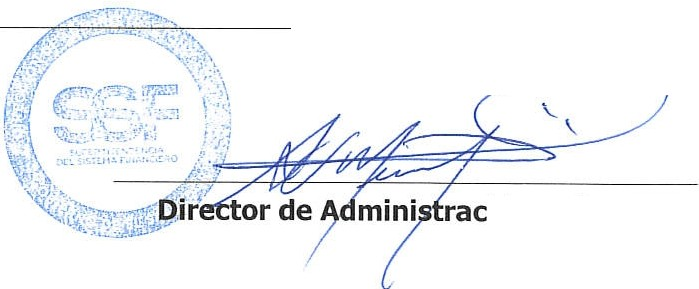 SSF
SUPERINTENDENCIA
DEL SISTEMA FINANCIERO
Director de Administrac